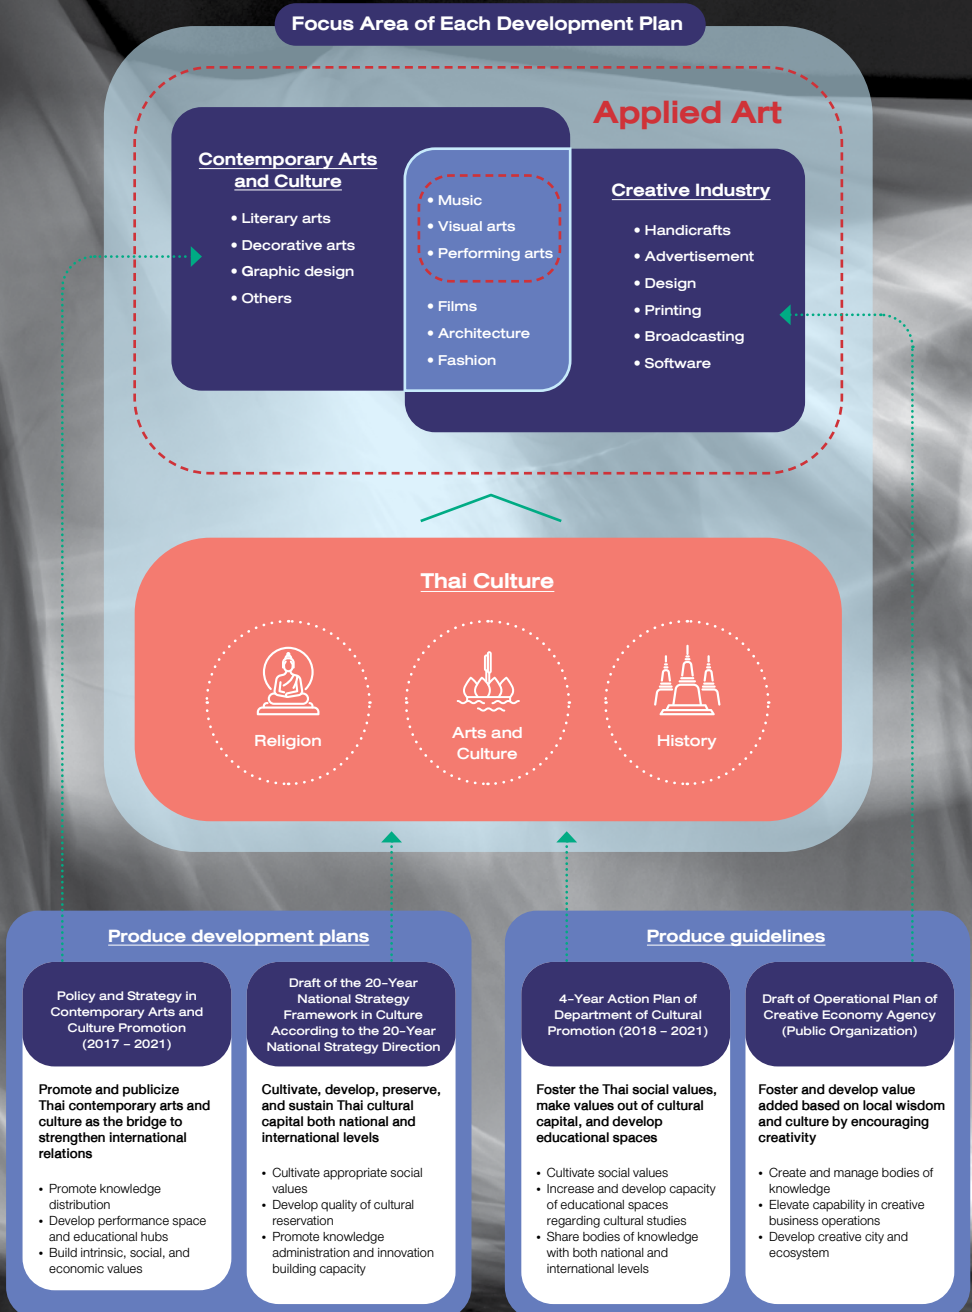 Focus Area of Each Development Plan
Applied Art
Contemporary Arts
and Culture
• Literary arts
• Decorative arts
• Graphic design
• Others
• Music
• Visual arts
• Performing arts
• Films
• Architecture
• Fashion
Creative Industry
• Handicrafts
• Advertisement
• Design
• Printing
• Broadcasting
• Software
Thai Culture
Religion
Arts and
Culture
History
Produce development plans
Policy and Strategy in
Contemporary Arts and
Culture Promotion
(2017 – 2021)
Promote and publicize
Thai contemporary arts and
culture as the bridge to
strengthen international
relations
• Promote knowledge
distribution
• Develop performance space
and educational hubs
• Build intrinsic, social, and
economic values
Draft of the 20-Year
National Strategy
Framework in Culture
According to the 20-Year
National Strategy Direction
Cultivate, develop, preserve,
and sustain Thai cultural
capital both national and
international levels
• Cultivate appropriate social
values
• Develop quality of cultural
reservation
• Promote knowledge
administration and innovation
building capacity
Produce guidelines
4-Year Action Plan of
Department of Cultural
Promotion (2018 – 2021)
Foster the Thai social values,
make values out of cultural
capital, and develop
educational spaces
• Cultivate social values
• Increase and develop capacity
of educational spaces
regarding cultural studies
• Share bodies of knowledge
with both national and
international levels
Draft of Operational Plan of
Creative Economy Agency
(Public Organization)
Foster and develop value
added based on local wisdom
and culture by encouraging
creativity
• Create and manage bodies of
knowledge
• Elevate capability in creative
business operations
• Develop creative city and
ecosystem